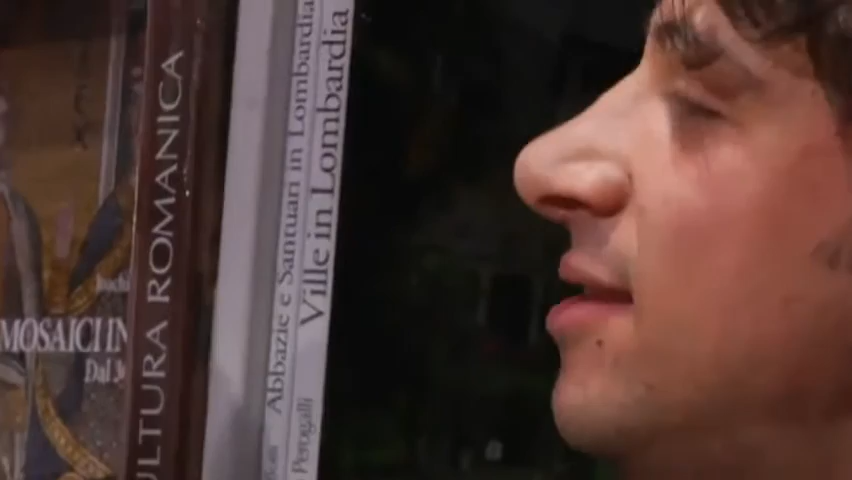 MOSAICI IN
Dal
ULTURA ROMANICA
Abbazie e Santuari in Lombardia
Ville in Lombardia
Perogalli